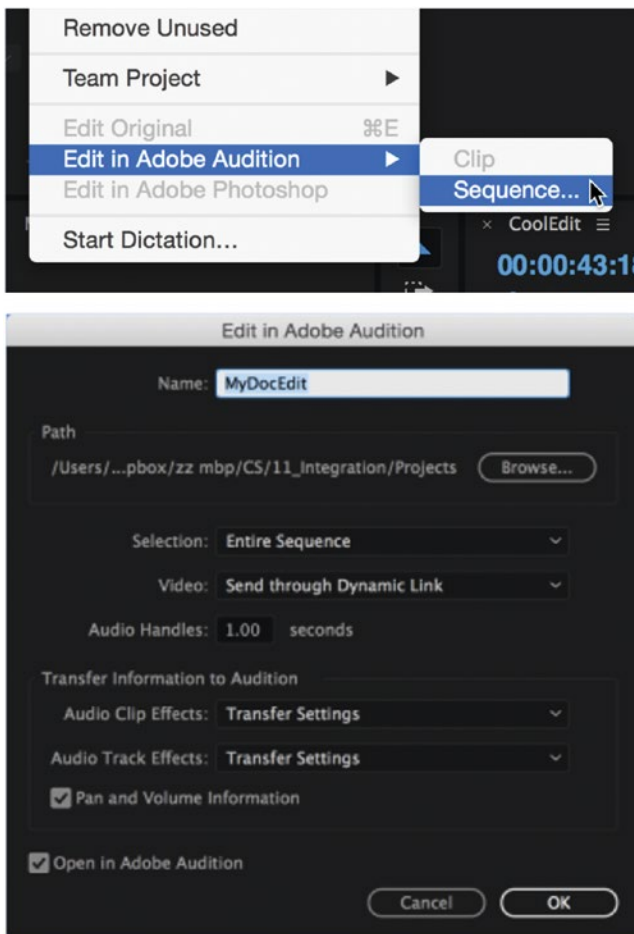 Remove Unused
Team Project ▶
Edit Original ⌘E
Edit in Adobe Audition ▶
Clip
Edit in Adobe Photoshop
Sequence...
Start Dictation...
× CoolEdit ≡
00:00:43:18
Edit in Adobe Audition
Name: MyDocEdit
Path
/Users/...pbox/zz mbp/CS/11_Integration/Projects Browse...
Selection: Entire Sequence
Video: Send through Dynamic Link
Audio Handles: 1.00 seconds
Transfer Information to Audition
Audio Clip Effects: Transfer Settings
Audio Track Effects: Transfer Settings
Pan and Volume Information
Open in Adobe Audition
Cancel OK